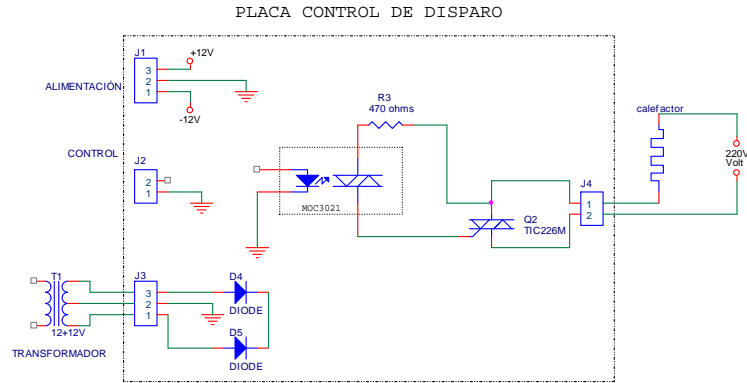 PLACA CONTROL DE DISPARO
J1
+12V
3
2
1
ALIMENTACIÓN
-12V
R3
470 ohms
calefactor
CONTROL
J2
2
1
MOC3021
J4
1
2
220V
Volt
Q2
TIC226M
T1
J3
3
2
1
D4
DIODE
D5
DIODE
12+12V
TRANSFORMADOR